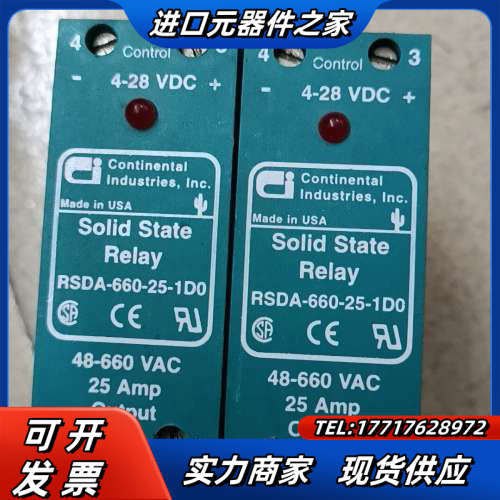 进口元器件之家
4 Control 3
- 4-28 VDC +
Continental
Industries, Inc.
Made in USA
Solid State
Relay
RSDA-660-25-1D0
48-660 VAC
25 Amp
Output
4 Control 3
- 4-28 VDC +
Continental
Industries, Inc.
Made in USA
Solid State
Relay
RSDA-660-25-1D0
48-660 VAC
25 Amp
TEL:17717628972
可开
发票
实力商家 现货供应